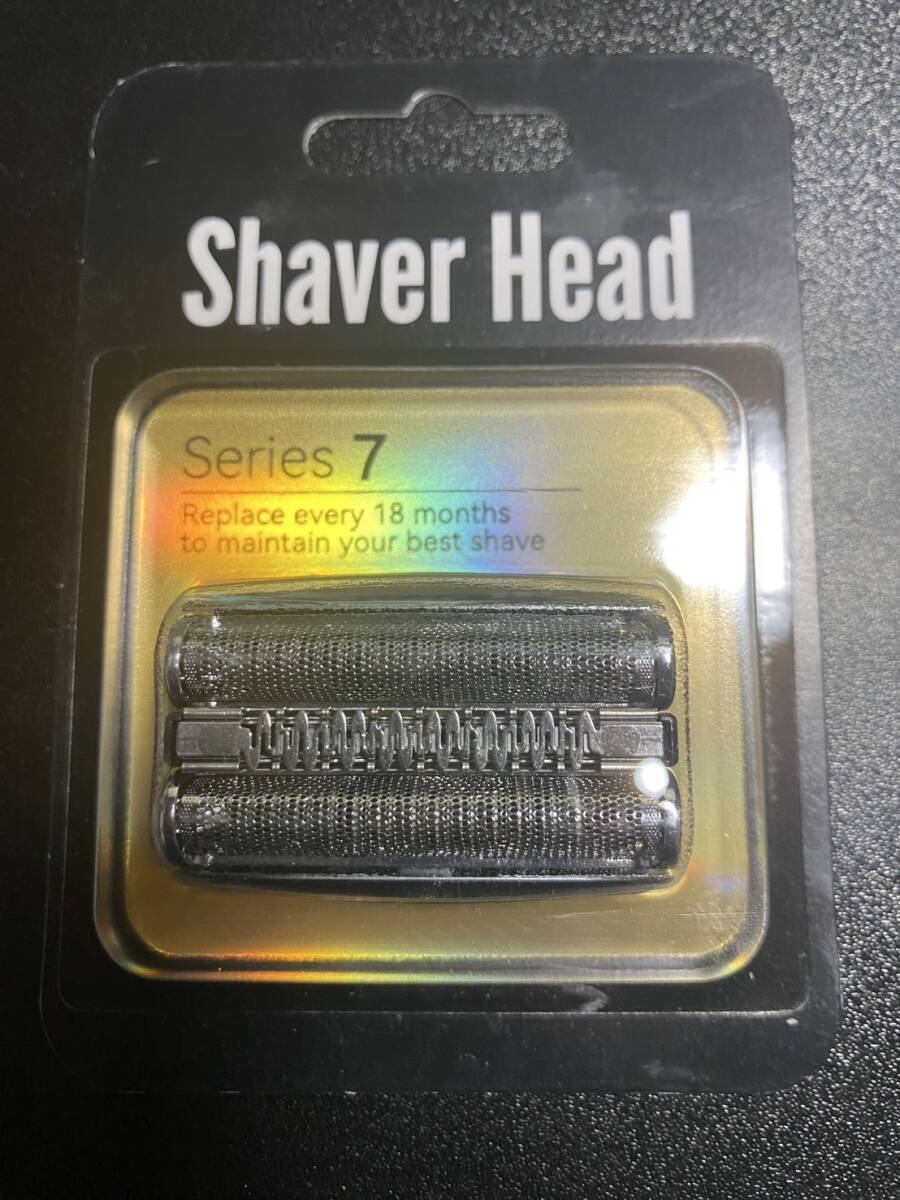 Shaver Head
Series 7
Replace every 18 months
to maintain your best shave